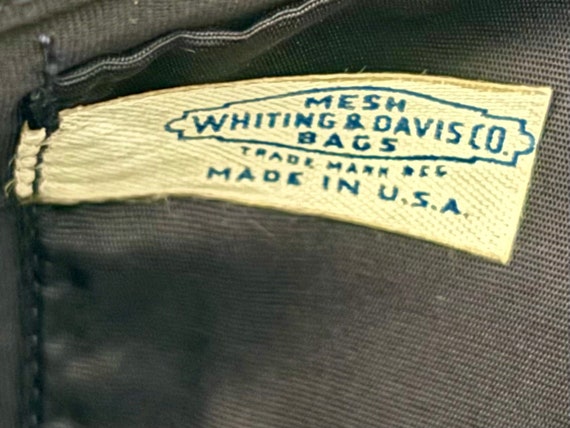 MESH
WHITING & DAVIS CO.
BAGS
TRADE MARK REG
MADE IN U.S.A.